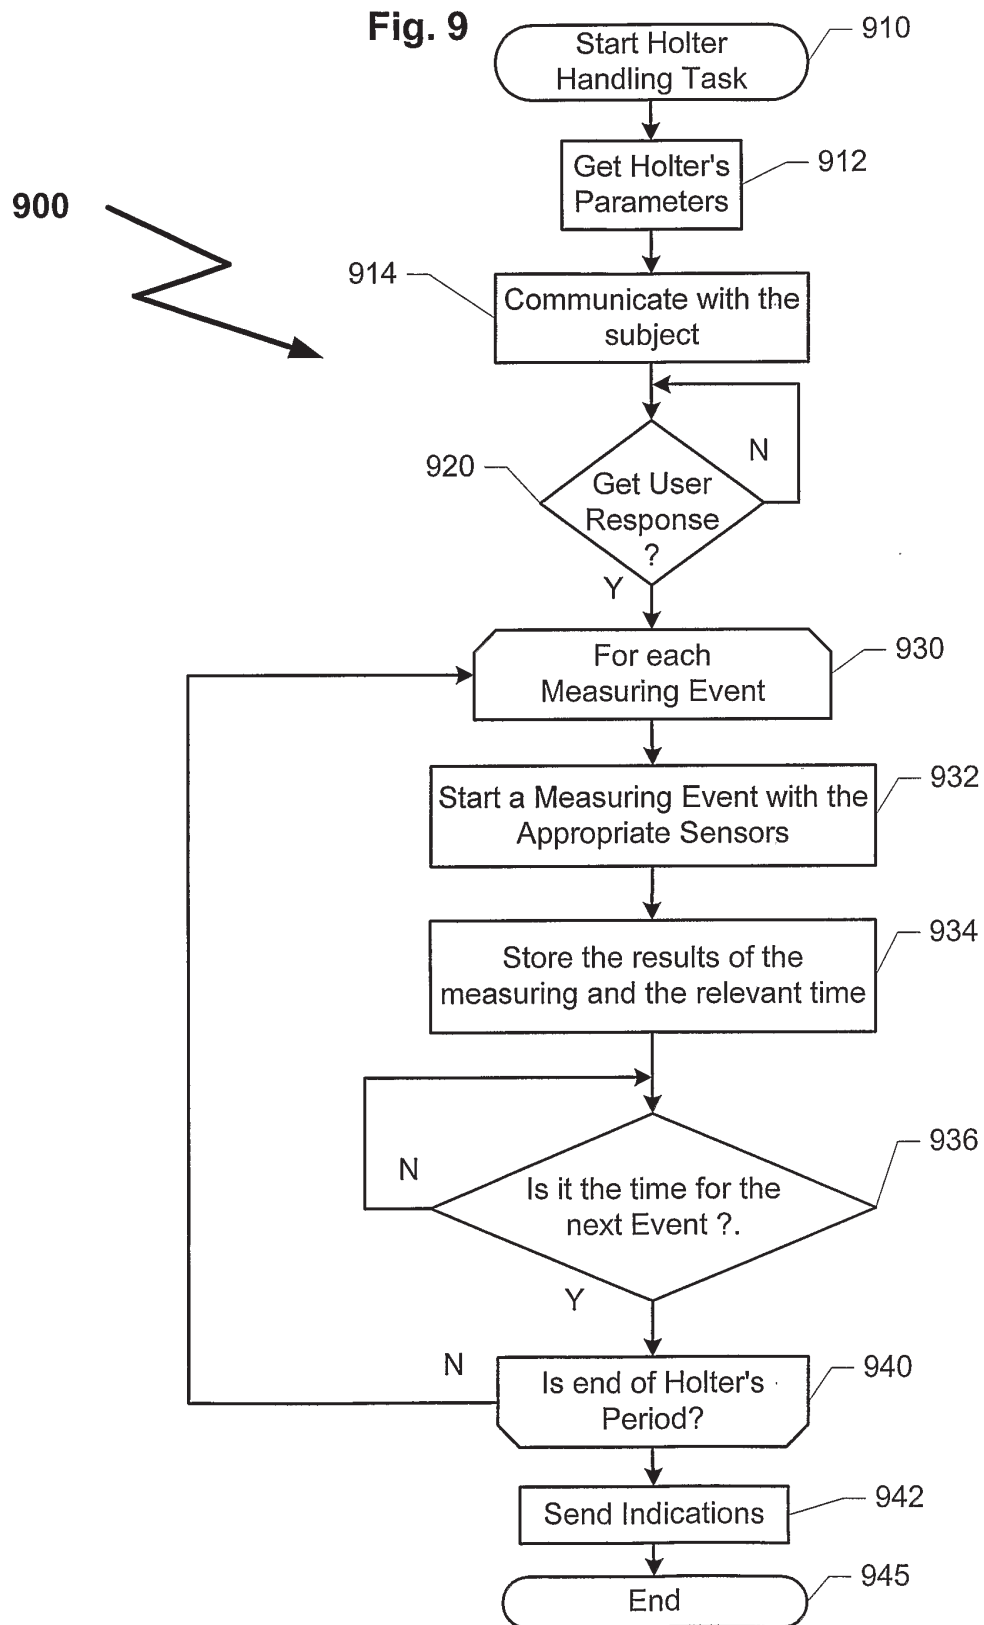 Fig. 9
Start Holter
Handling Task
910
Get Holter's
Parameters
912
900
914
Communicate with the
subject
N
920
Get User
Response
?
Y
For each
Measuring Event
930
Start a Measuring Event with the
Appropriate Sensors
932
Store the results of the
measuring and the relevant time
934
936
N
Is it the time for the
next Event ?.
Y
N
Is end of Holter's
Period?
940
Send Indications
942
End
945